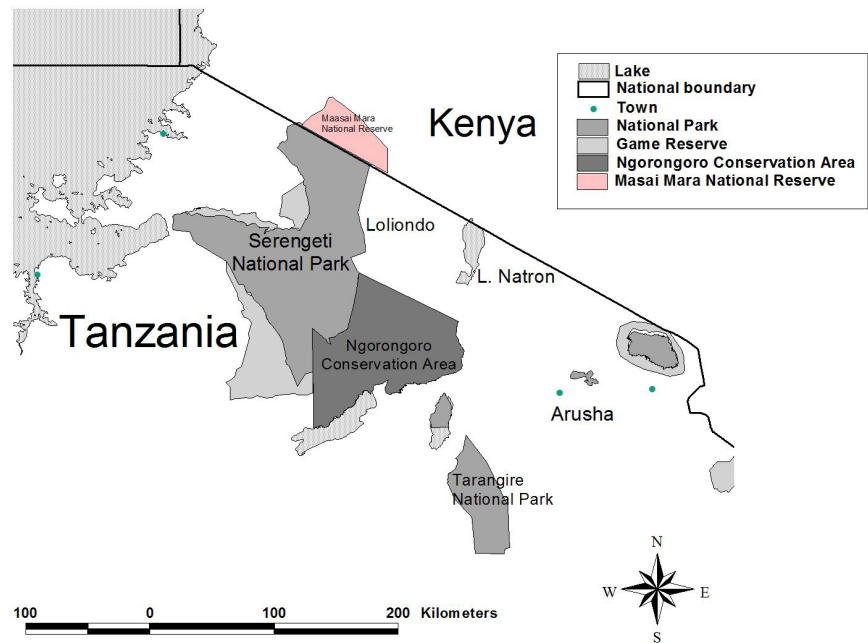 Lake
National boundary
Town
National Park
Game Reserve
Ngorongoro Conservation Area
Masai Mara National Reserve
Kenya
Maasai Mara
National Reserve
Loliondo
Serengeti
National Park
L. Natron
Tanzania
Ngorongoro
Conservation Area
Arusha
Tarangire
National Park
N
W E
S
100 0 100 200 Kilometers